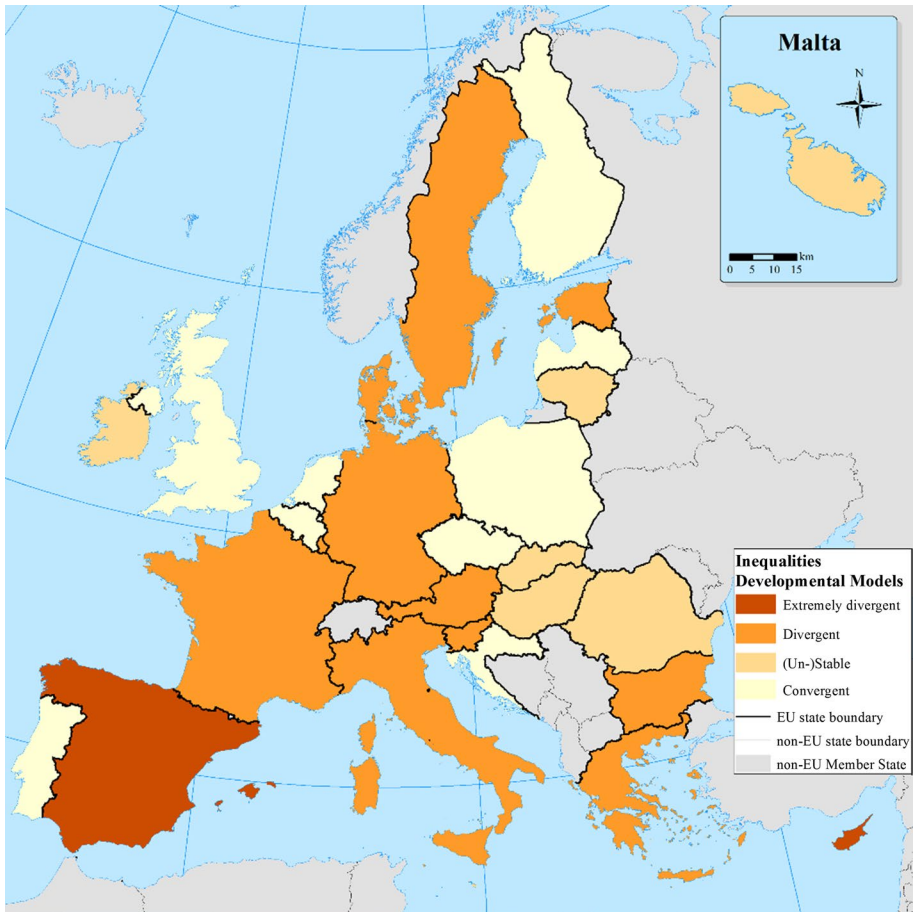 Malta
N
km
0 5 10 15
Inequalities
Developmental Models
Extremely divergent
Divergent
(Un-)Stable
Convergent
EU state boundary
non-EU state boundary
non-EU Member State